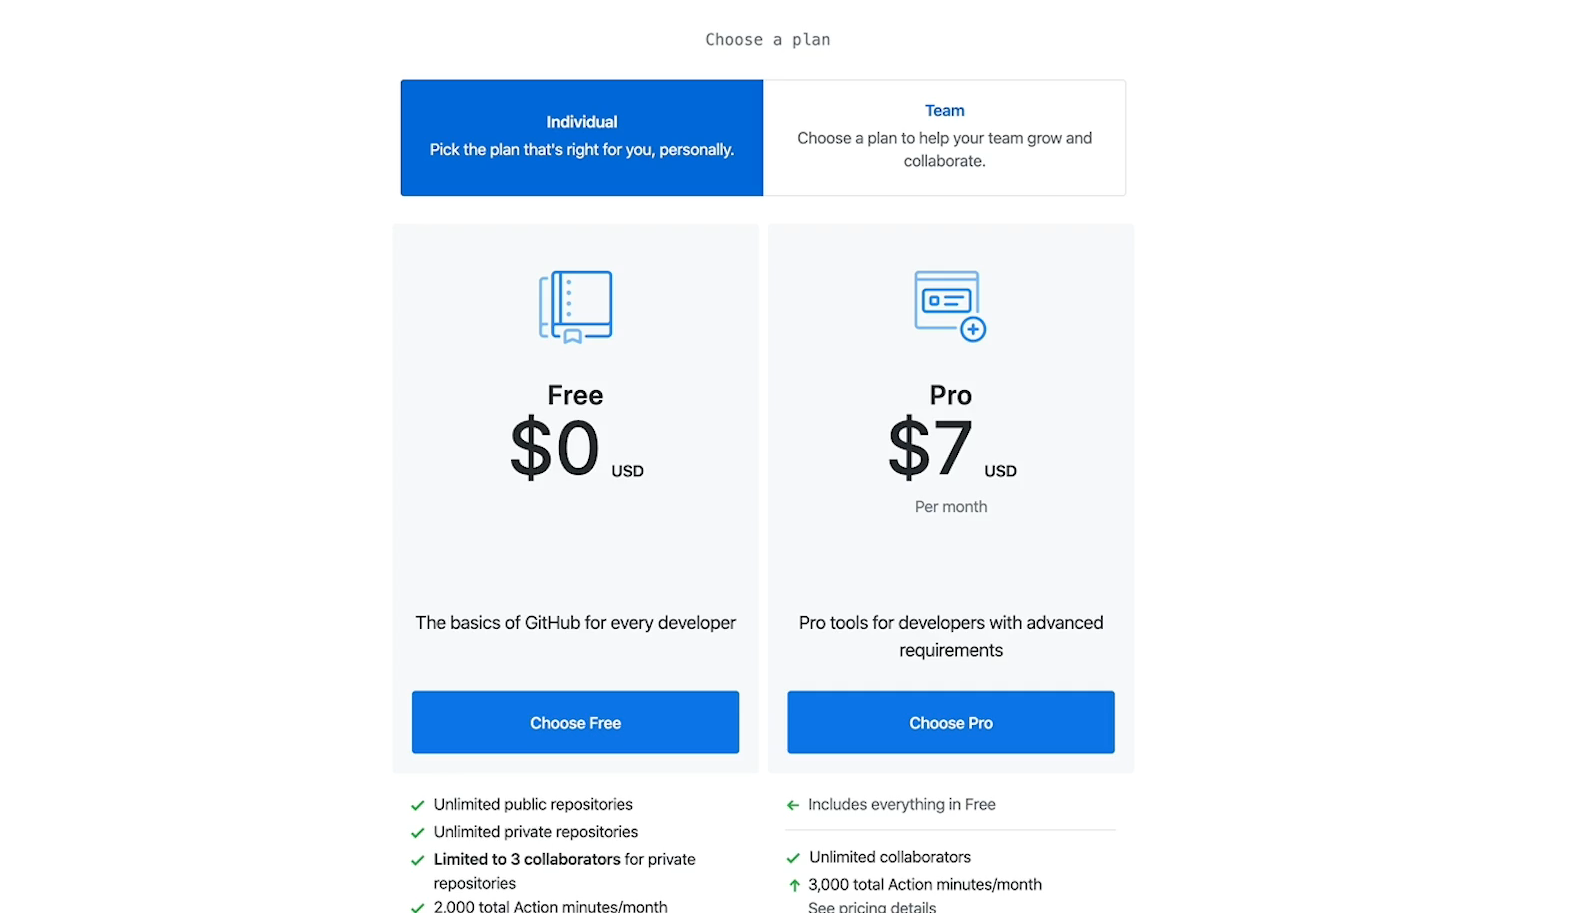 Choose a plan
Individual
Pick the plan that's right for you, personally.
Team
Choose a plan to help your team grow and
collaborate.
Free
$0 USD
The basics of GitHub for every developer
Choose Free
Unlimited public repositories
Unlimited private repositories
Limited to 3 collaborators for private
repositories
2,000 total Action minutes/month
Pro
$7 USD
Per month
Pro tools for developers with advanced
requirements
Choose Pro
Includes everything in Free
Unlimited collaborators
3,000 total Action minutes/month
See pricing details